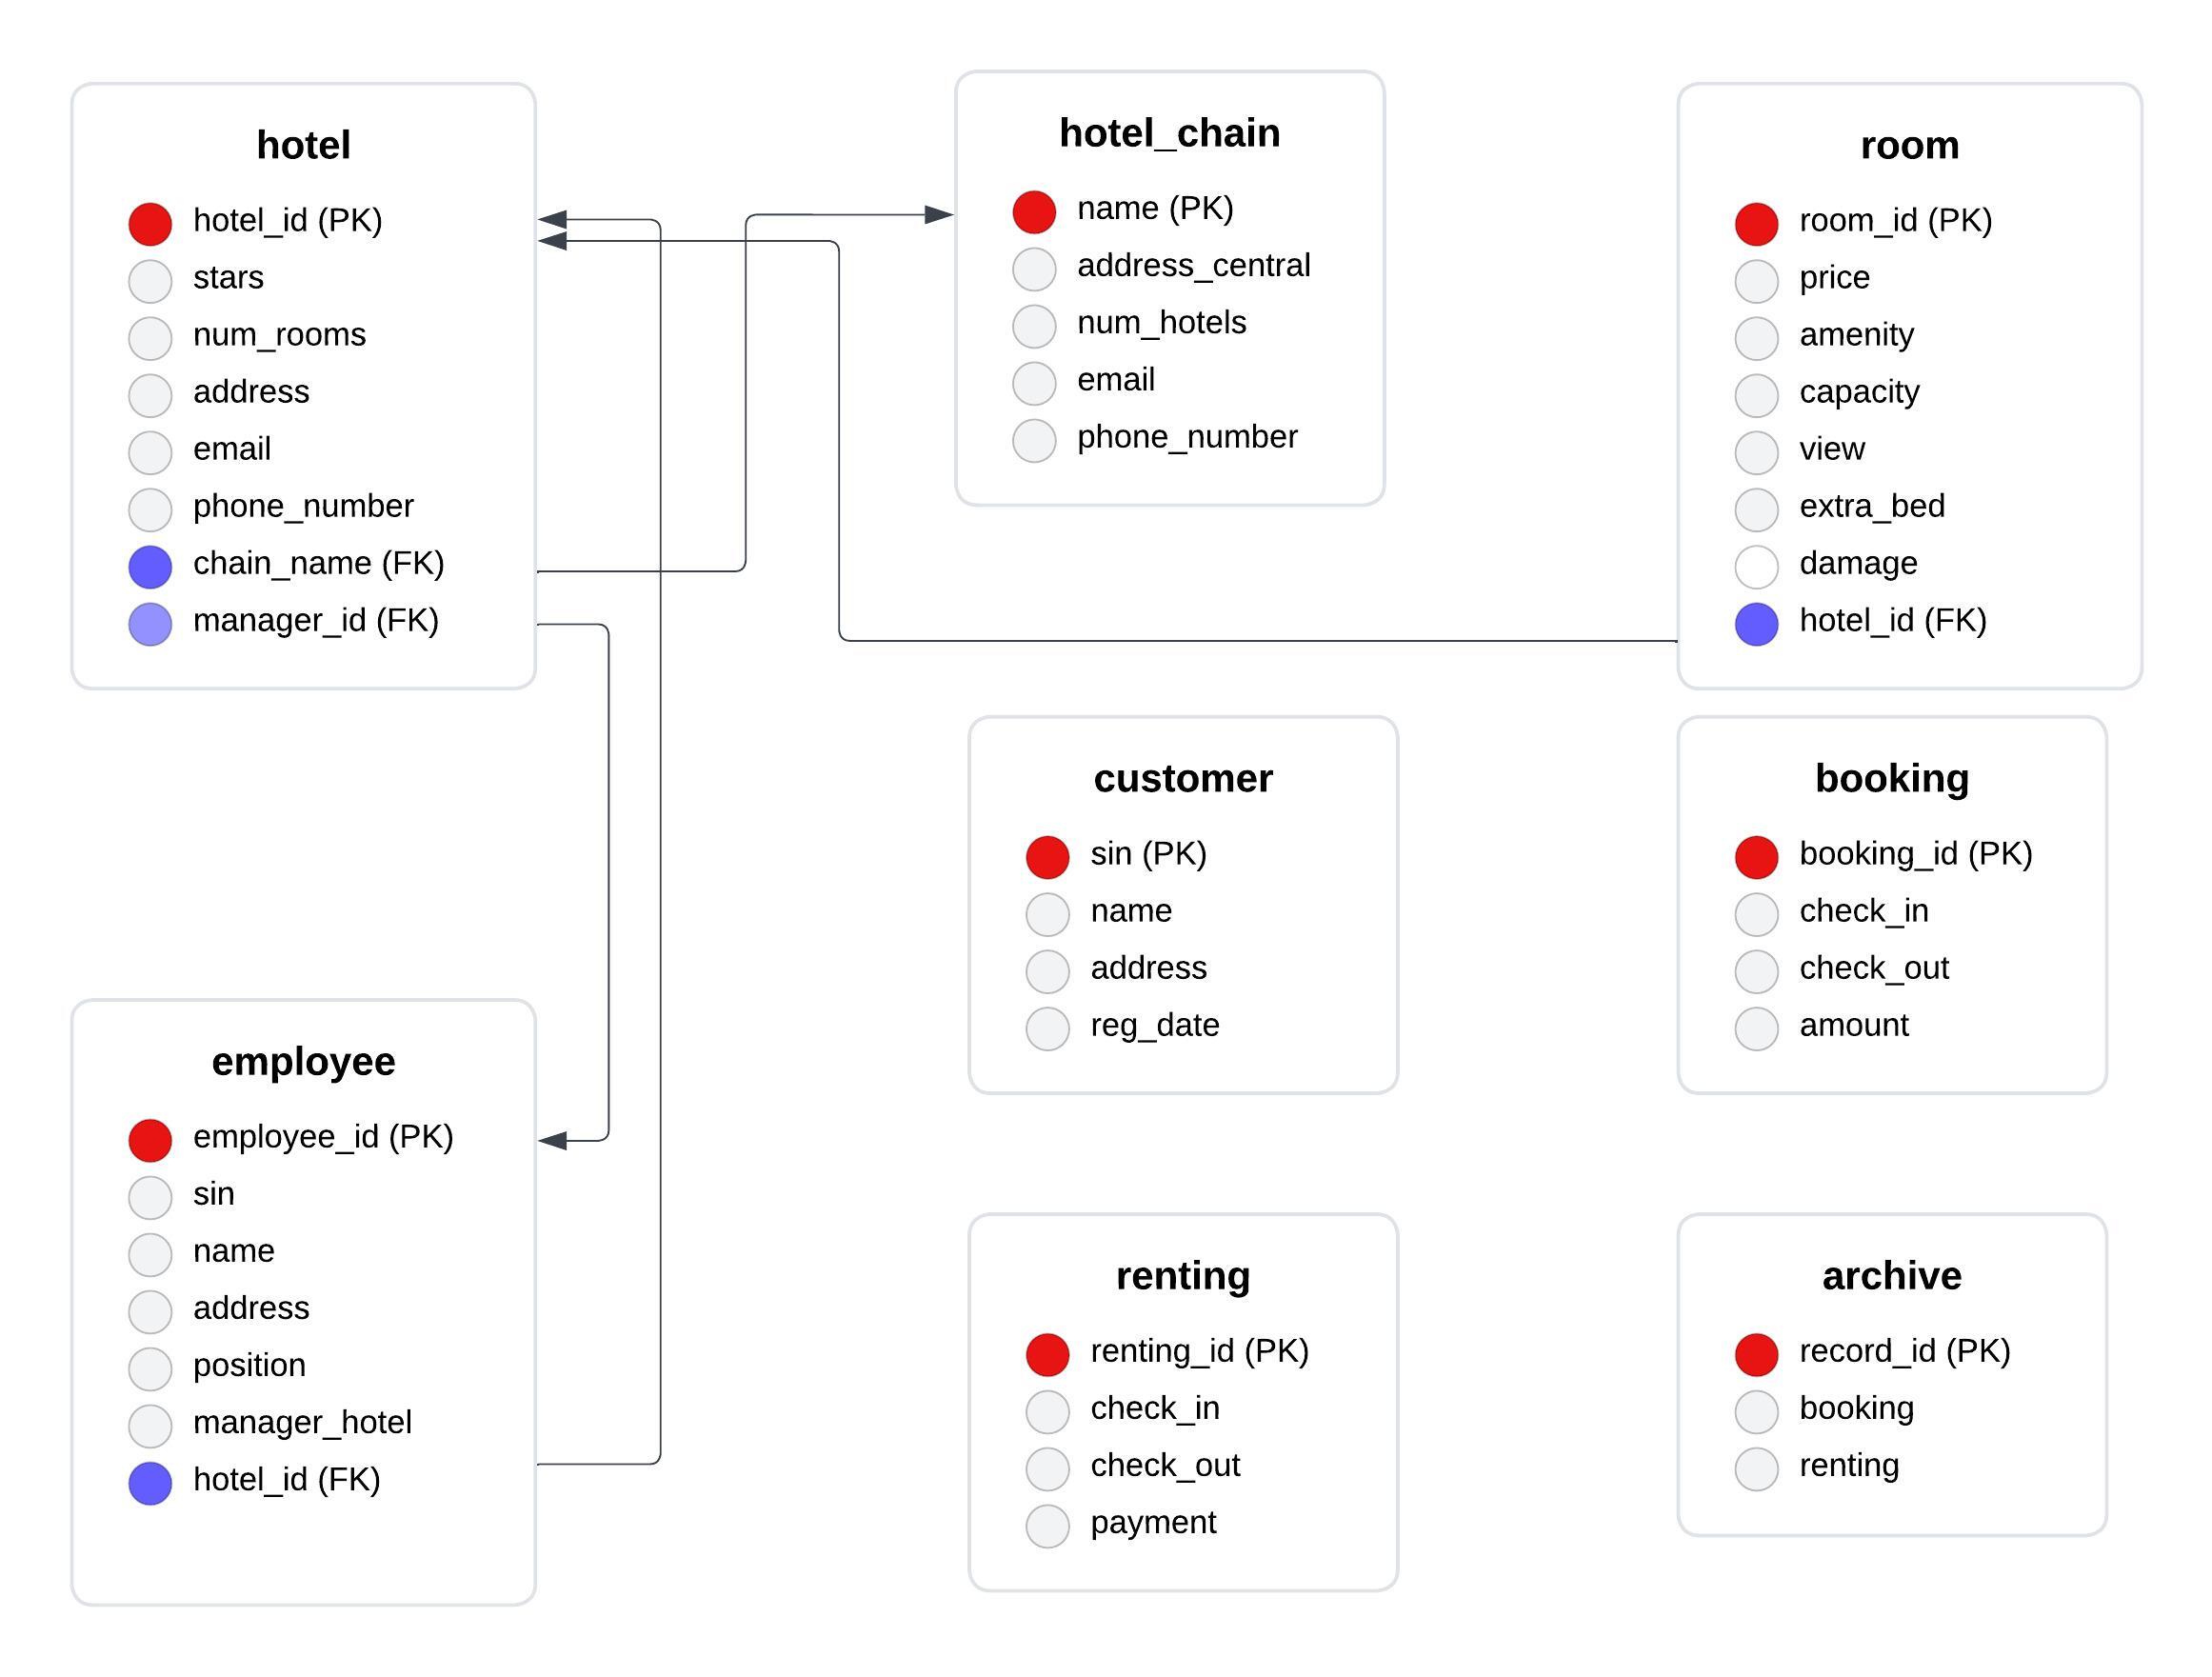 hotel
hotel_id (PK)
stars
num_rooms
address
email
phone_number
chain_name (FK)
manager_id (FK)
hotel_chain
name (PK)
address_central
num_hotels
email
phone_number
room
room_id (PK)
price
amenity
capacity
view
extra_bed
damage
hotel_id (FK)
customer
sin (PK)
name
address
reg_date
booking
booking_id (PK)
check_in
check_out
amount
employee
employee_id (PK)
sin
name
address
position
manager_hotel
hotel_id (FK)
renting
renting_id (PK)
check_in
check_out
payment
archive
record_id (PK)
booking
renting